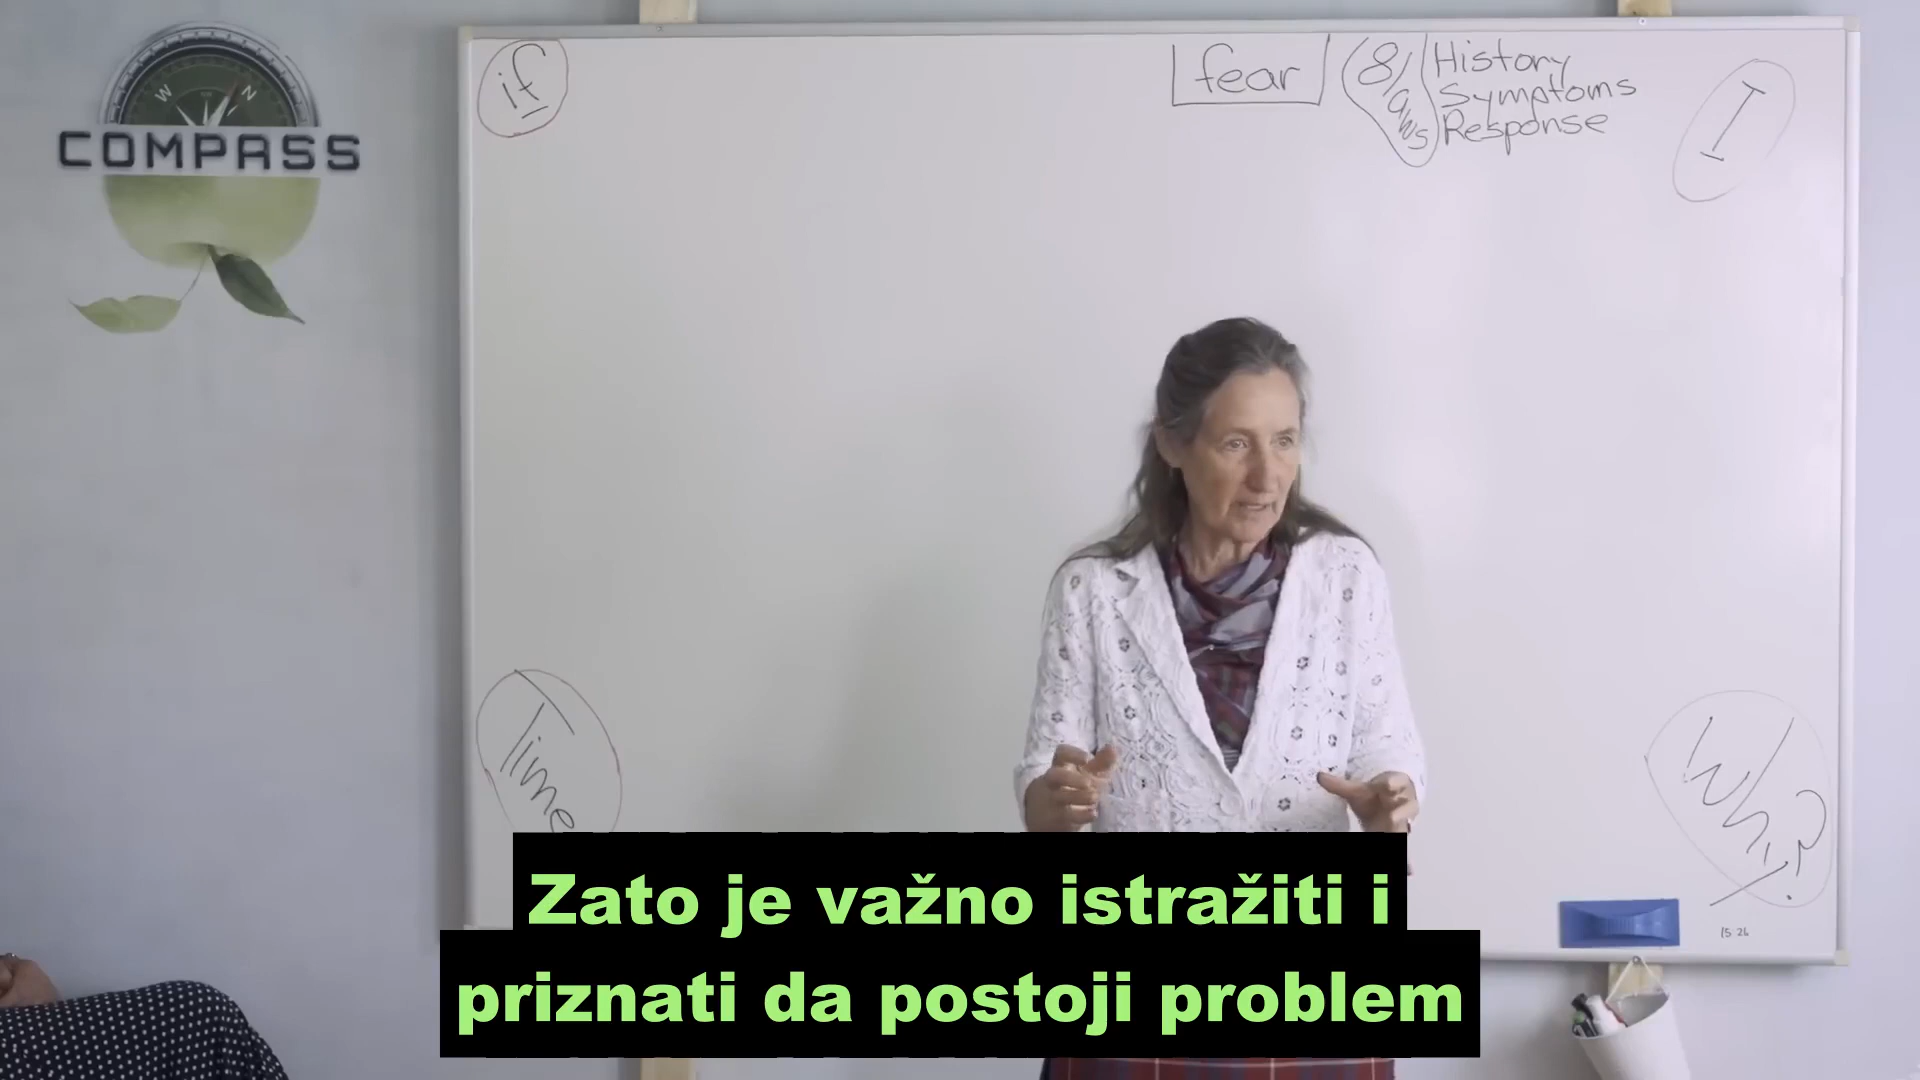 W N
COMPASS
if
fear
8 laws
History
Symptoms
Response
I
Time
Why?
15:26
Zato je važno istražiti i
priznati da postoji problem